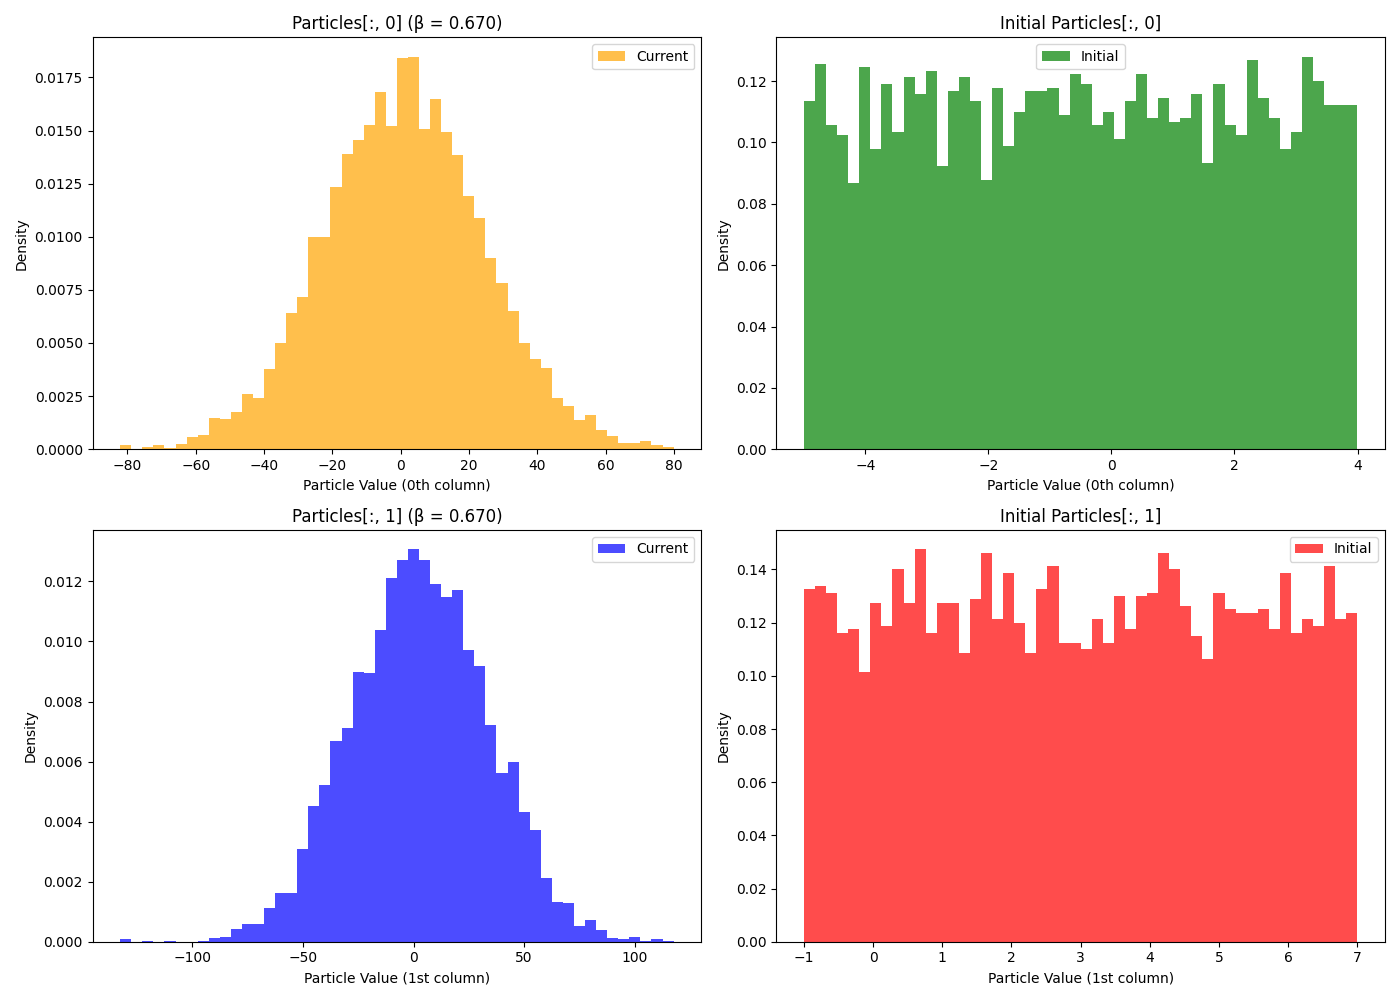 Particles[:, 0] (β = 0.670)
Current
0.0175
0.0150
0.0125
0.0100
0.0075
0.0050
0.0025
0.0000
Density
−80 −60 −40 −20 0 20 40 60 80
Particle Value (0th column)
Initial Particles[:, 0]
Initial
0.12
0.10
0.08
0.06
0.04
0.02
0.00
Density
−4 −2 0 2 4
Particle Value (0th column)
Particles[:, 1] (β = 0.670)
Current
0.012
0.010
0.008
0.006
0.004
0.002
0.000
Density
−100 −50 0 50 100
Particle Value (1st column)
Initial Particles[:, 1]
Initial
0.14
0.12
0.10
0.08
0.06
0.04
0.02
0.00
Density
−1 0 1 2 3 4 5 6 7
Particle Value (1st column)